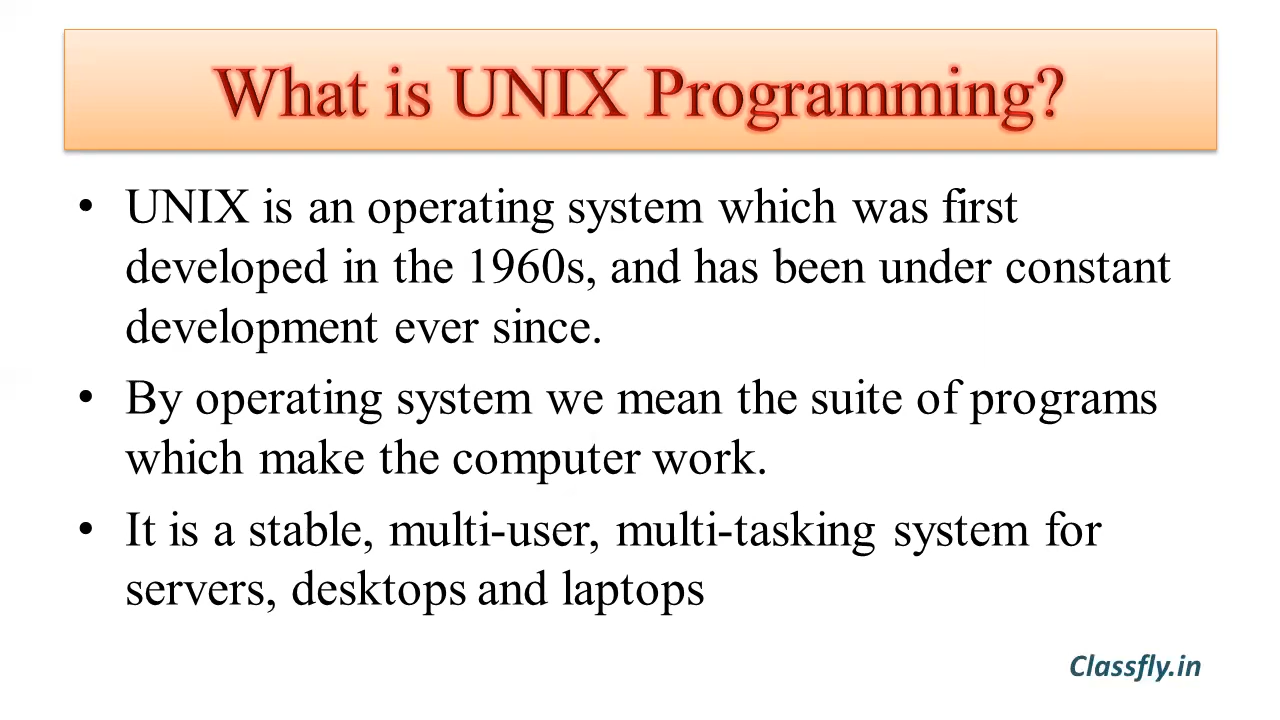 What is UNIX Programming?
• UNIX is an operating system which was first
developed in the 1960s, and has been under constant
development ever since.
• By operating system we mean the suite of programs
which make the computer work.
• It is a stable, multi-user, multi-tasking system for
servers, desktops and laptops
Classfly.in